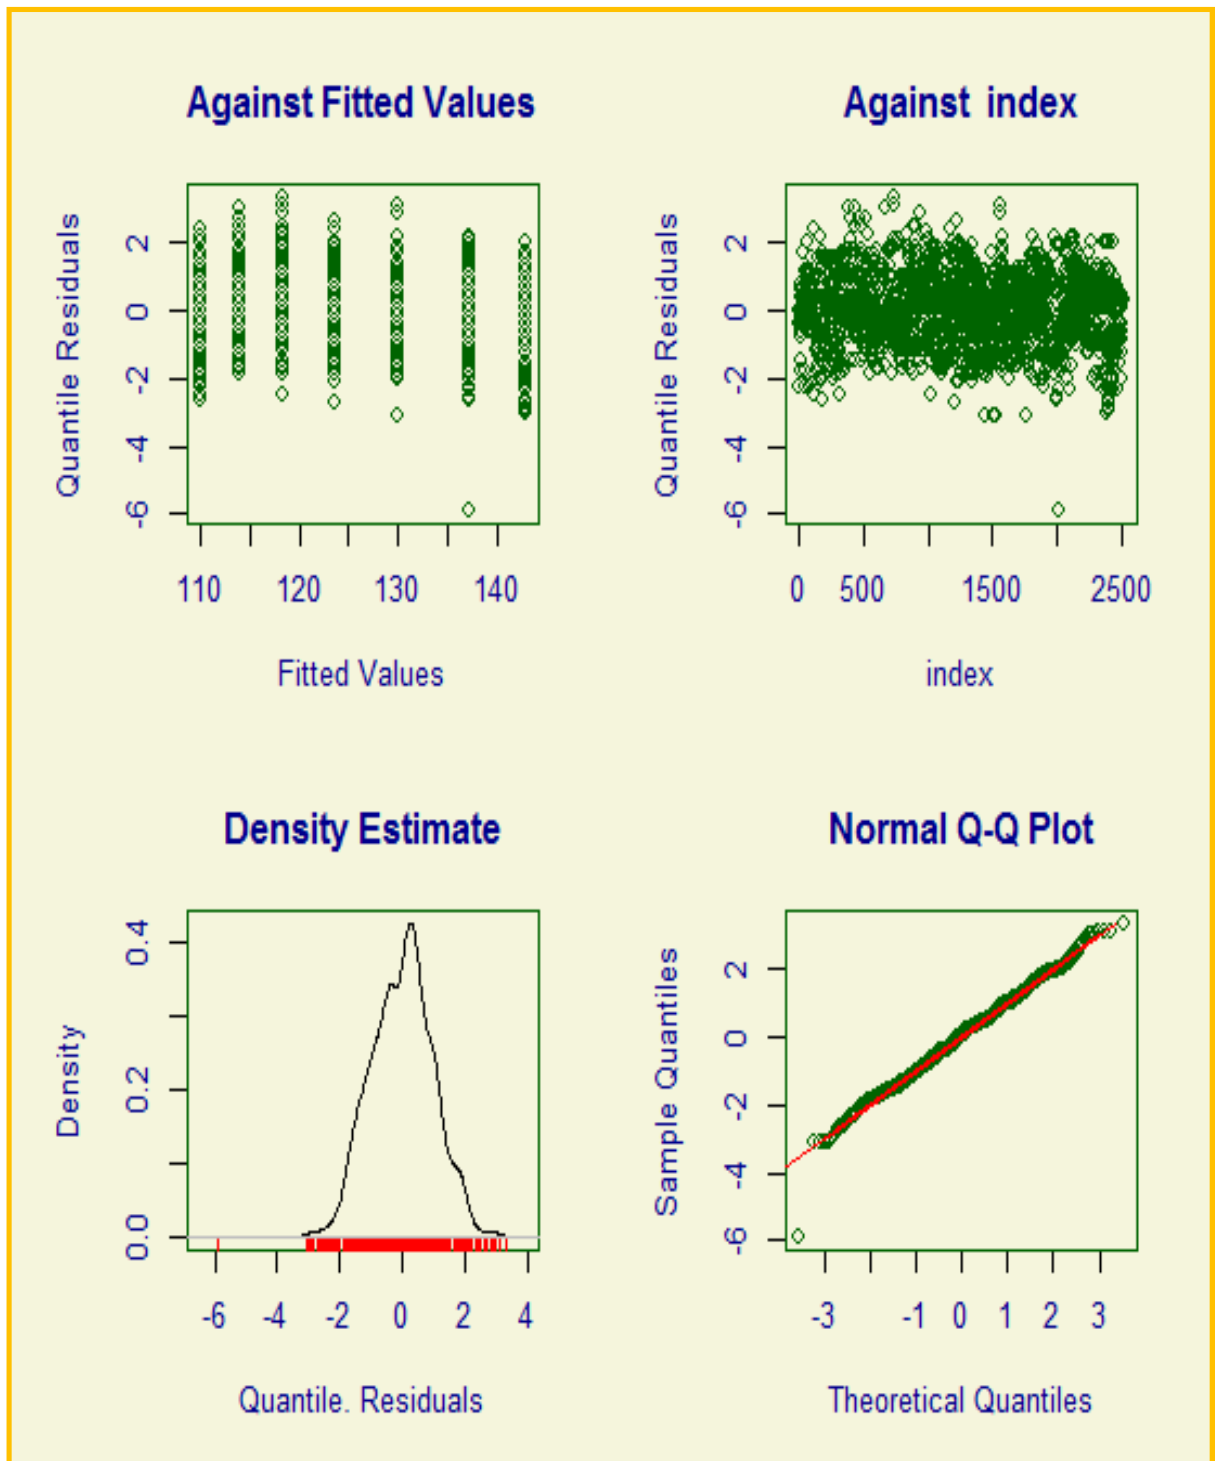 Against Fitted Values
Quantile Residuals
2
0
-2
-4
-6
110 120 130 140
Fitted Values
Against index
Quantile Residuals
2
0
-2
-4
-6
0 500 1500 2500
index
Density Estimate
Density
0.4
0.2
0.0
-6 -4 -2 0 2 4
Quantile. Residuals
Normal Q-Q Plot
Sample Quantiles
2
0
-2
-4
-6
-3 -1 0 1 2 3
Theoretical Quantiles